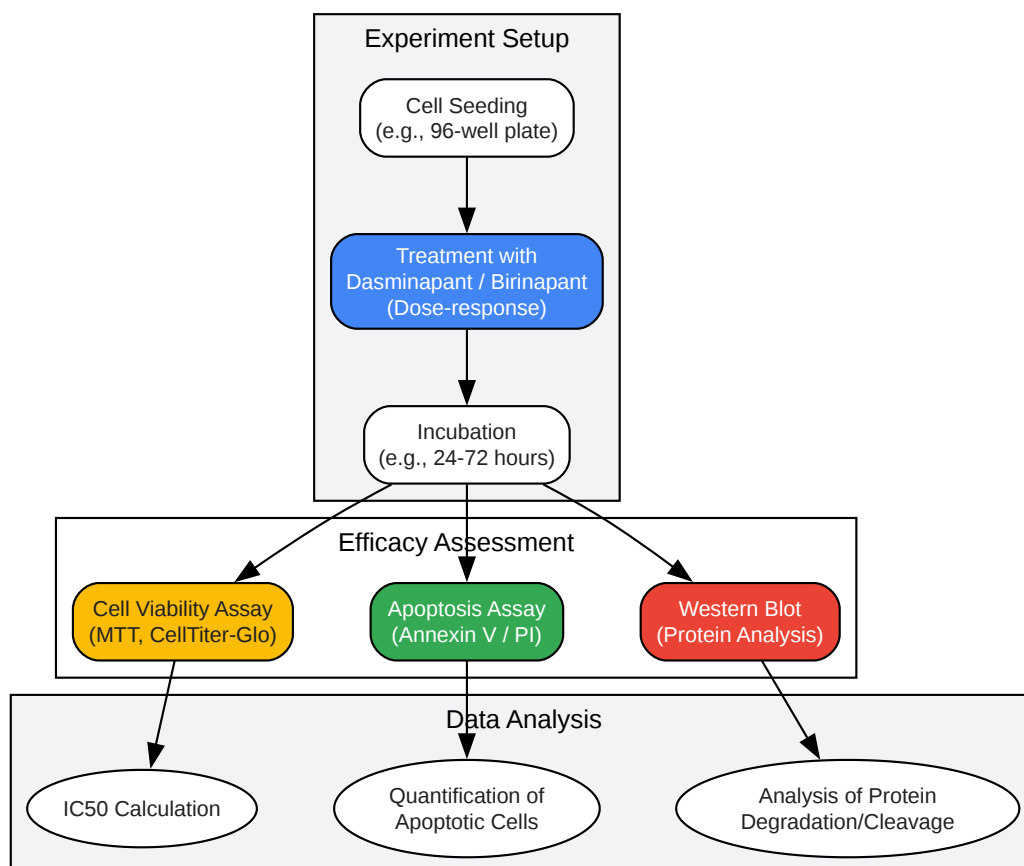 Experiment Setup
Cell Seeding
(e.g., 96-well plate)
Treatment with
Dasminapant / Birinapant
(Dose-response)
Incubation
(e.g., 24-72 hours)
Efficacy Assessment
Cell Viability Assay
(MTT, CellTiter-Glo)
Apoptosis Assay
(Annexin V / PI)
Western Blot
(Protein Analysis)
Data Analysis
IC50 Calculation
Quantification of
Apoptotic Cells
Analysis of Protein
Degradation/Cleavage